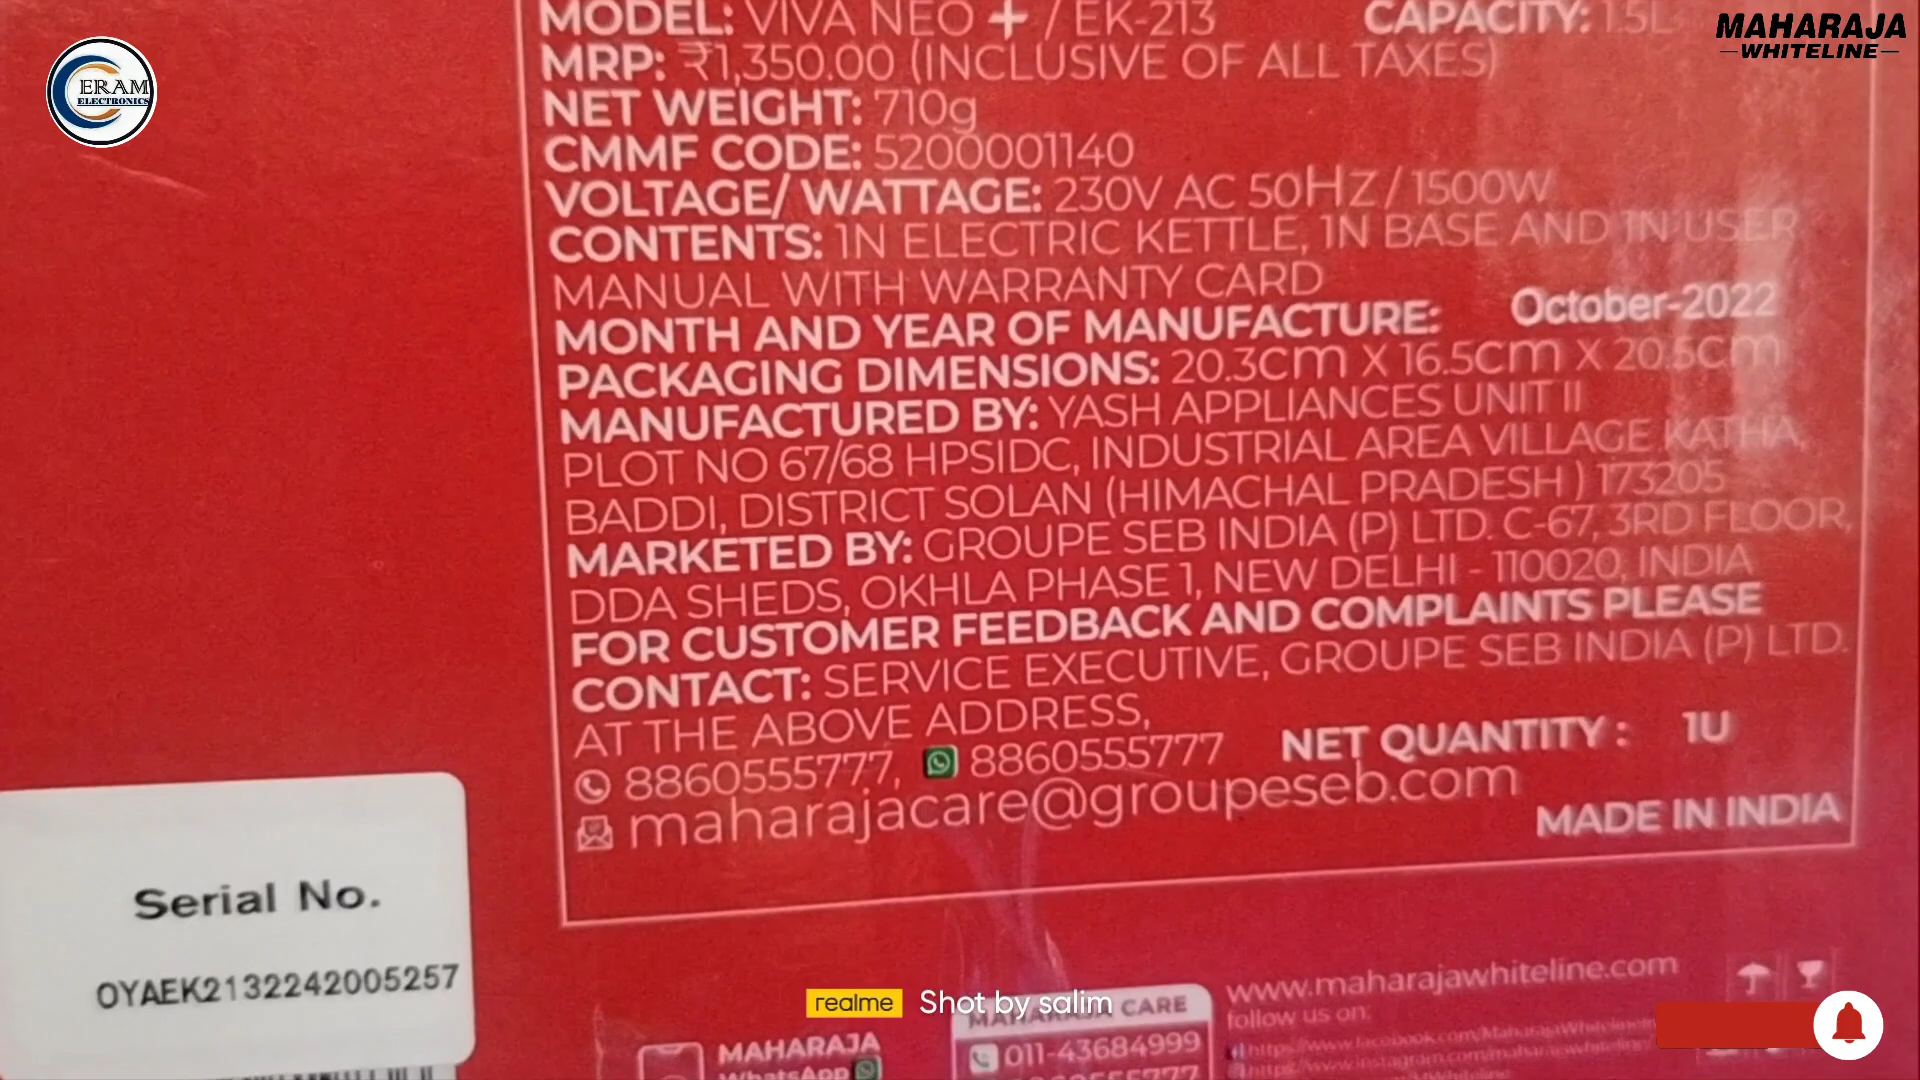 ERAM
ELECTRONICS
MAHARAJA
WHITELINE
MODEL: VIVA NEO + / EK-213 CAPACITY: 1.5L
MRP: ₹1,350.00 (INCLUSIVE OF ALL TAXES)
NET WEIGHT: 710g
CMMF CODE: 5200001140
VOLTAGE/ WATTAGE: 230V AC 50HZ / 1500W
CONTENTS: 1N ELECTRIC KETTLE, 1N BASE AND 1N USER
MANUAL WITH WARRANTY CARD
MONTH AND YEAR OF MANUFACTURE: October-2022
PACKAGING DIMENSIONS: 20.3cm X 16.5cm X 20.5cm
MANUFACTURED BY: YASH APPLIANCES UNIT II
PLOT NO 67/68 HPSIDC, INDUSTRIAL AREA VILLAGE KATHA,
BADDI, DISTRICT SOLAN (HIMACHAL PRADESH ) 173205
MARKETED BY: GROUPE SEB INDIA (P) LTD. C-67, 3RD FLOOR,
DDA SHEDS, OKHLA PHASE 1, NEW DELHI - 110020, INDIA
FOR CUSTOMER FEEDBACK AND COMPLAINTS PLEASE
CONTACT: SERVICE EXECUTIVE, GROUPE SEB INDIA (P) LTD.
AT THE ABOVE ADDRESS,
8860555777, 8860555777 NET QUANTITY : 1U
maharajacare@groupeseb.com
MADE IN INDIA
Serial No.
OYAEK2132242005257
realme Shot by salim
MAHARAJA CARE
011-43684999
MAHARAJA
WhatsApp
www.maharajawhiteline.com
follow us on: